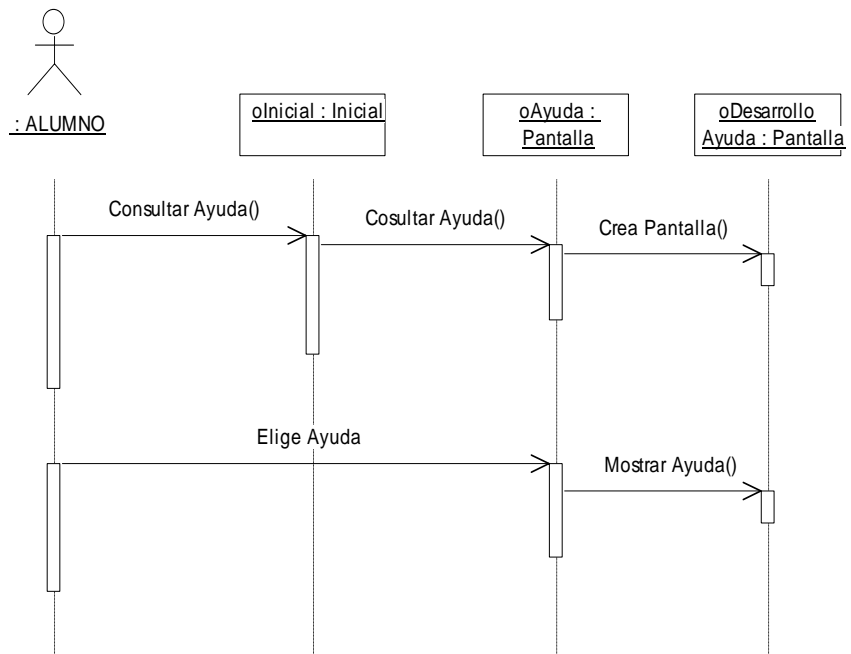 : ALUMNO
oInicial : Inicial
oAyuda :
Pantalla
oDesarrollo
Ayuda : Pantalla
Consultar Ayuda()
Cosultar Ayuda()
Crea Pantalla()
Elige Ayuda
Mostrar Ayuda()